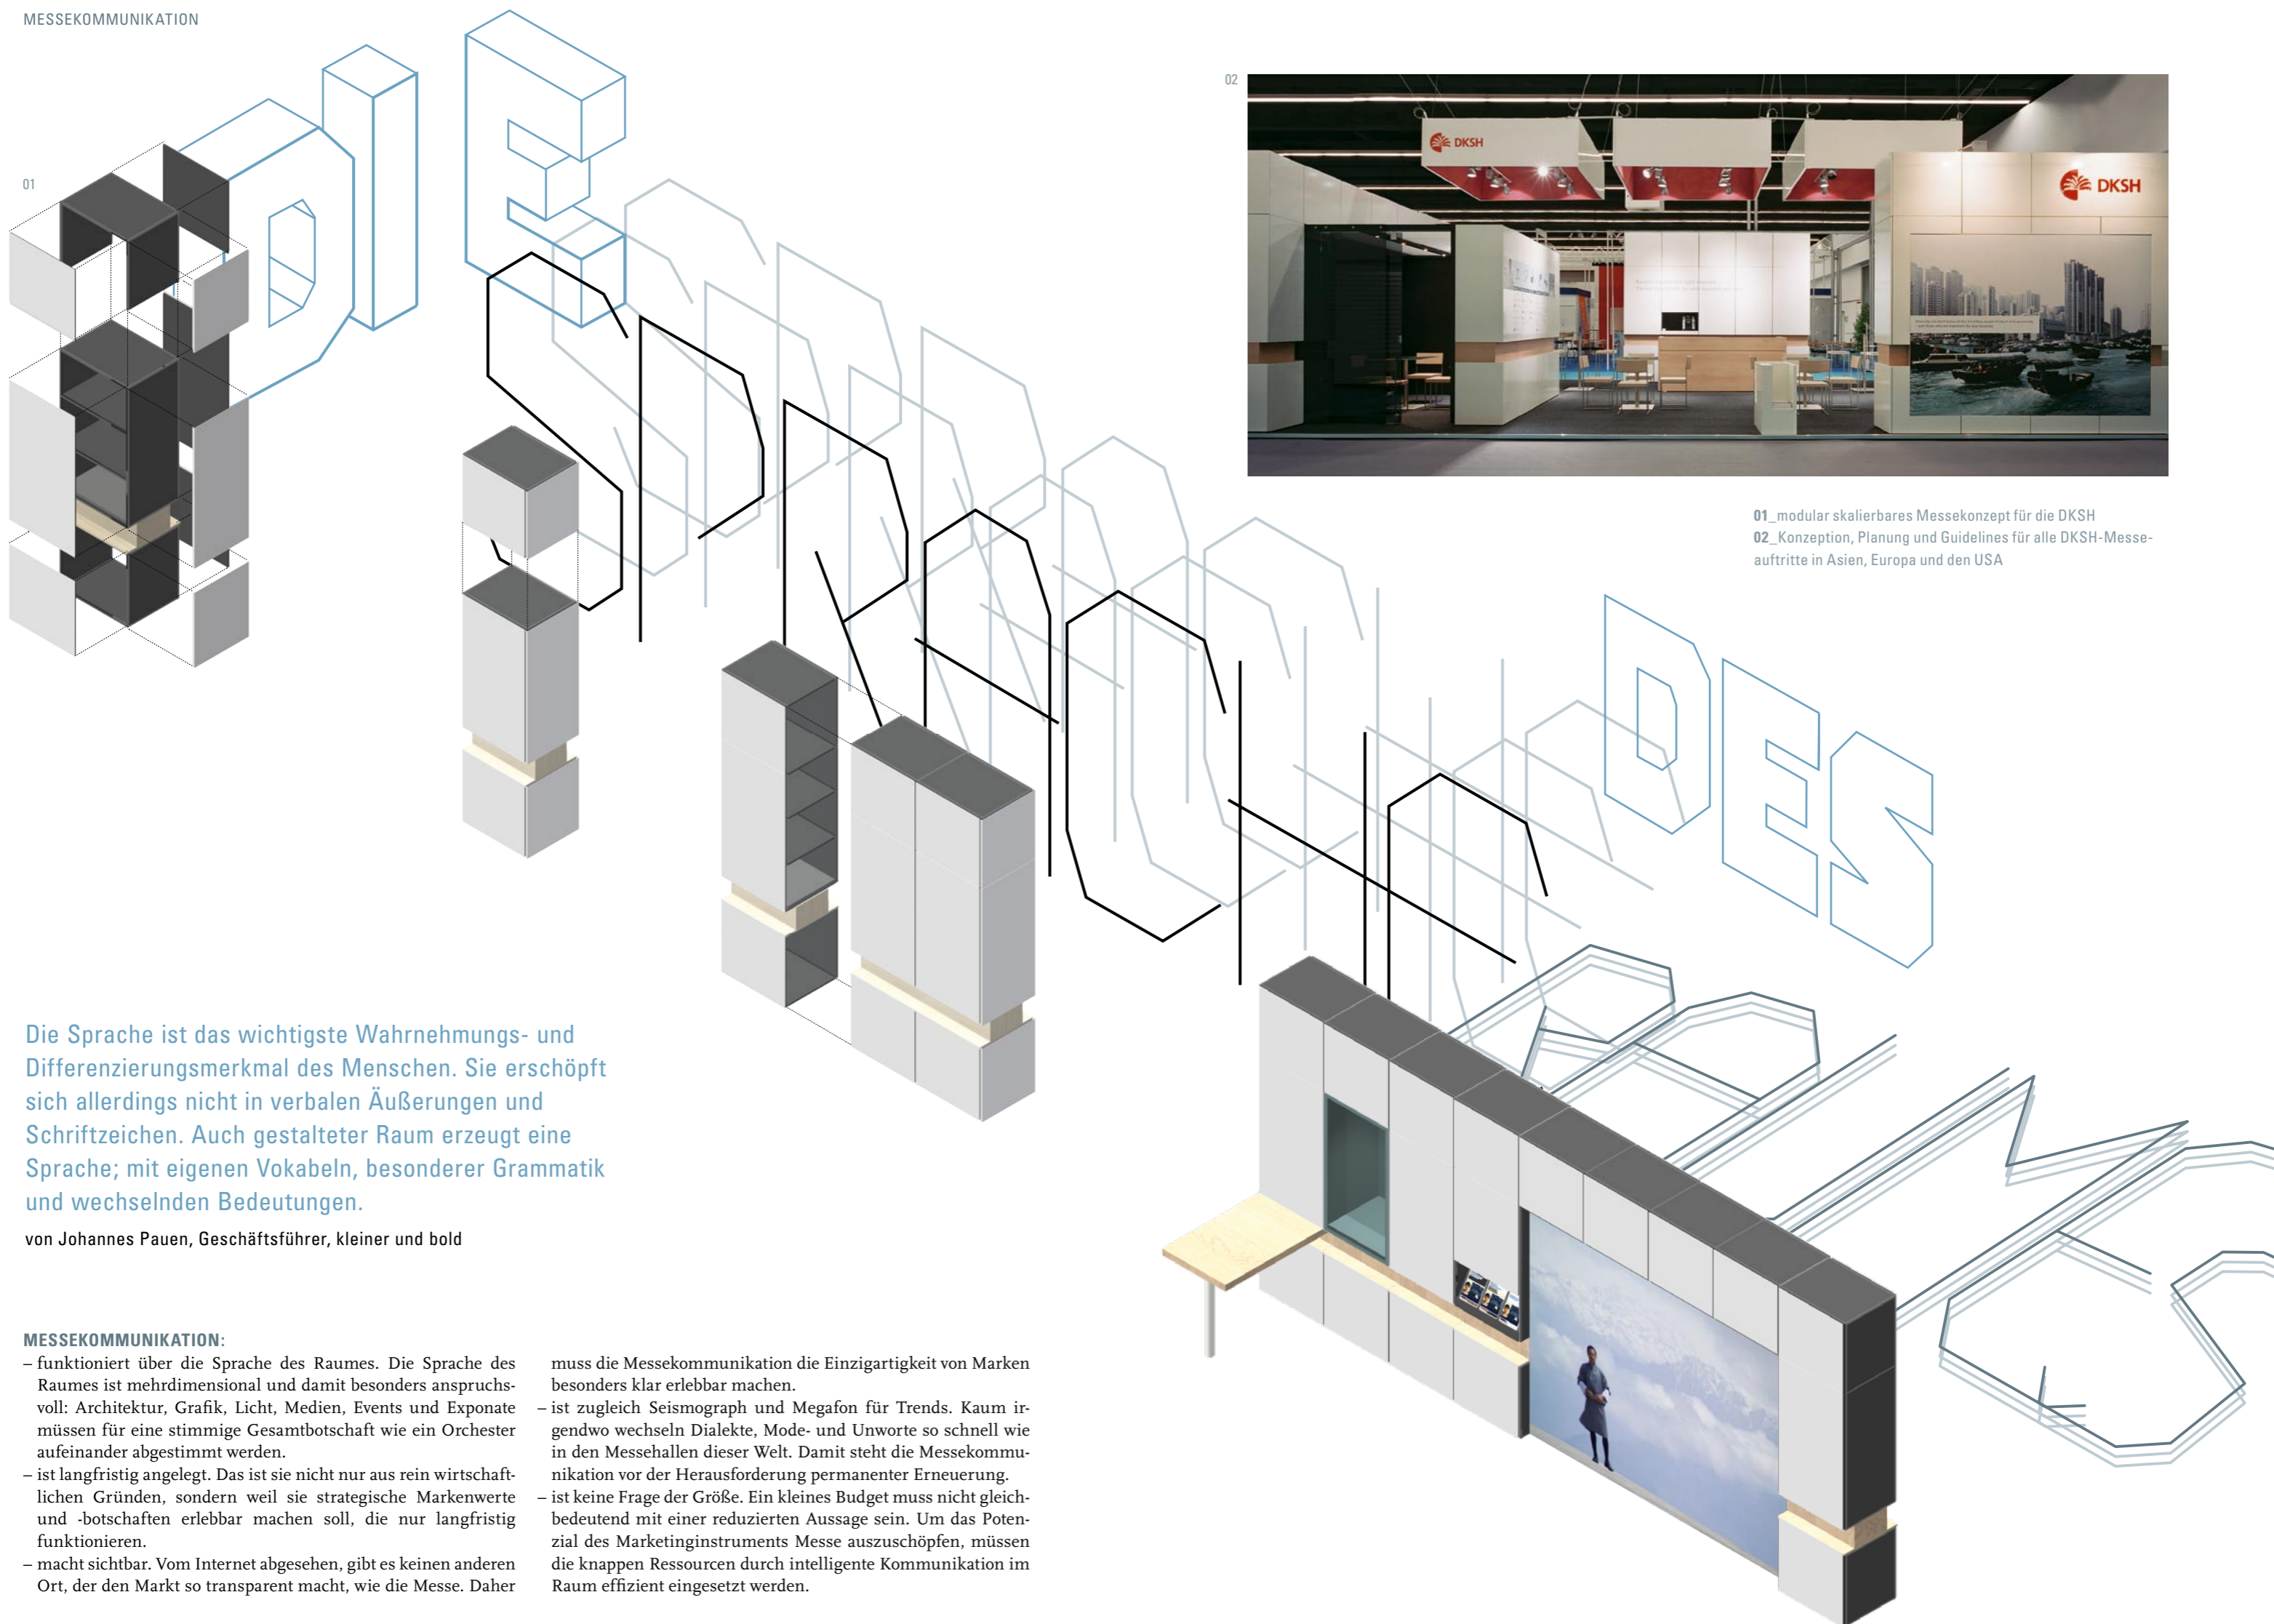 MESSEKOMMUNIKATION
01
DIE
SPRACHE
DES
RAUMES
02
DKSH
DKSH
01_modular skalierbares Messekonzept für die DKSH
02_Konzeption, Planung und Guidelines für alle DKSH-Messe-
auftritte in Asien, Europa und den USA
Die Sprache ist das wichtigste Wahrnehmungs- und
Differenzierungsmerkmal des Menschen. Sie erschöpft
sich allerdings nicht in verbalen Äußerungen und
Schriftzeichen. Auch gestalteter Raum erzeugt eine
Sprache; mit eigenen Vokabeln, besonderer Grammatik
und wechselnden Bedeutungen.
von Johannes Pauen, Geschäftsführer, kleiner und bold
MESSEKOMMUNIKATION:
– funktioniert über die Sprache des Raumes. Die Sprache des
Raumes ist mehrdimensional und damit besonders anspruchs-
voll: Architektur, Grafik, Licht, Medien, Events und Exponate
müssen für eine stimmige Gesamtbotschaft wie ein Orchester
aufeinander abgestimmt werden.
– ist langfristig angelegt. Das ist sie nicht nur aus rein wirtschaft-
lichen Gründen, sondern weil sie strategische Markenwerte
und -botschaften erlebbar machen soll, die nur langfristig
funktionieren.
– macht sichtbar. Vom Internet abgesehen, gibt es keinen anderen
Ort, der den Markt so transparent macht, wie die Messe. Daher
muss die Messekommunikation die Einzigartigkeit von Marken
besonders klar erlebbar machen.
– ist zugleich Seismograph und Megafon für Trends. Kaum ir-
gendwo wechseln Dialekte, Mode- und Unworte so schnell wie
in den Messehallen dieser Welt. Damit steht die Messekommu-
nikation vor der Herausforderung permanenter Erneuerung.
– ist keine Frage der Größe. Ein kleines Budget muss nicht gleich-
bedeutend mit einer reduzierten Aussage sein. Um das Poten-
zial des Marketinginstruments Messe auszuschöpfen, müssen
die knappen Ressourcen durch intelligente Kommunikation im
Raum effizient eingesetzt werden.